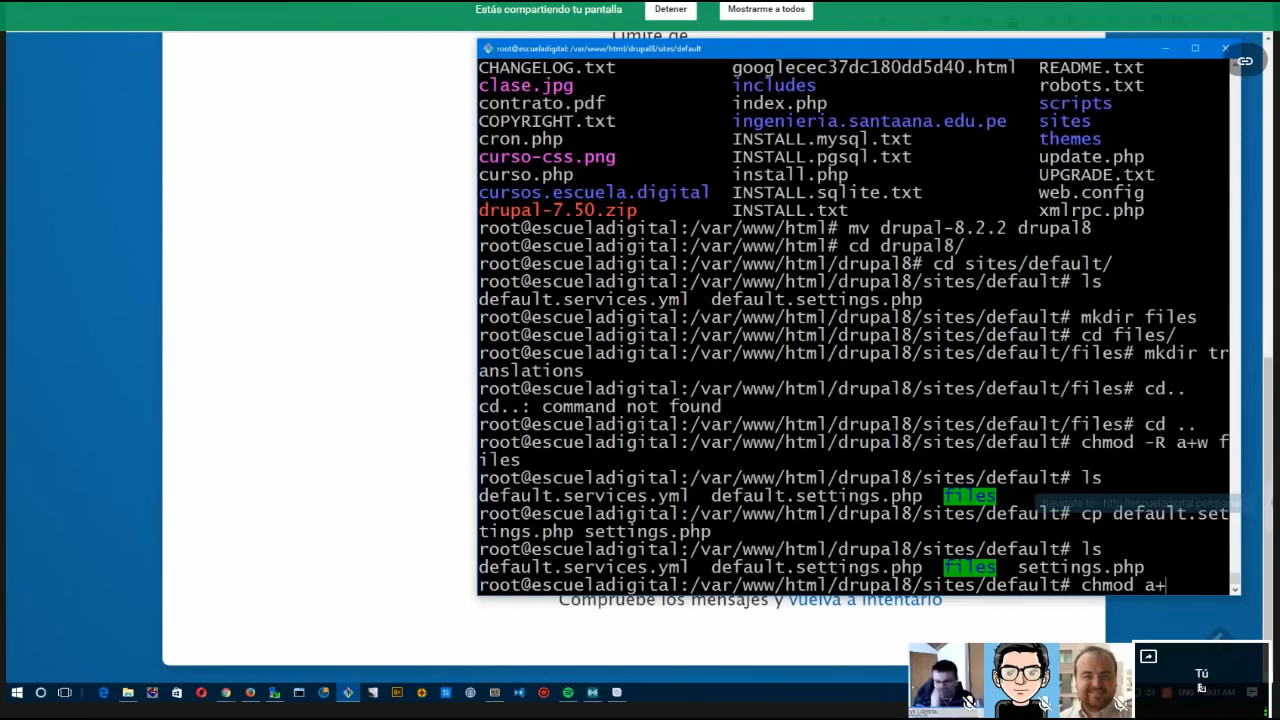 Estás compartiendo tu pantalla
Detener
Mostrarme a todos
Límite de
root@escueladigital: /var/www/html/drupal8/sites/default
CHANGELOG.txt googlecec37dc180dd5d40.html README.txt
clase.jpg includes robots.txt
contrato.pdf index.php scripts
COPYRIGHT.txt ingenieria.santaana.edu.pe sites
cron.php INSTALL.mysql.txt themes
curso-css.png INSTALL.pgsql.txt update.php
curso.php install.php UPGRADE.txt
cursos.escuela.digital INSTALL.sqlite.txt web.config
drupal-7.50.zip INSTALL.txt xmlrpc.php
root@escueladigital:/var/www/html# mv drupal-8.2.2 drupal8
root@escueladigital:/var/www/html# cd drupal8/
root@escueladigital:/var/www/html/drupal8# cd sites/default/
root@escueladigital:/var/www/html/drupal8/sites/default# ls
default.services.yml default.settings.php
root@escueladigital:/var/www/html/drupal8/sites/default# mkdir files
root@escueladigital:/var/www/html/drupal8/sites/default# cd files/
root@escueladigital:/var/www/html/drupal8/sites/default/files# mkdir tr
anslations
root@escueladigital:/var/www/html/drupal8/sites/default/files# cd..
cd..: command not found
root@escueladigital:/var/www/html/drupal8/sites/default/files# cd ..
root@escueladigital:/var/www/html/drupal8/sites/default# chmod -R a+w f
iles
root@escueladigital:/var/www/html/drupal8/sites/default# ls
default.services.yml default.settings.php files
root@escueladigital:/var/www/html/drupal8/sites/default# cp default.set
tings.php settings.php
root@escueladigital:/var/www/html/drupal8/sites/default# ls
default.services.yml default.settings.php files settings.php
root@escueladigital:/var/www/html/drupal8/sites/default# chmod a+
Compruebe los mensajes y vuelva a intentarlo
Tú
ENG